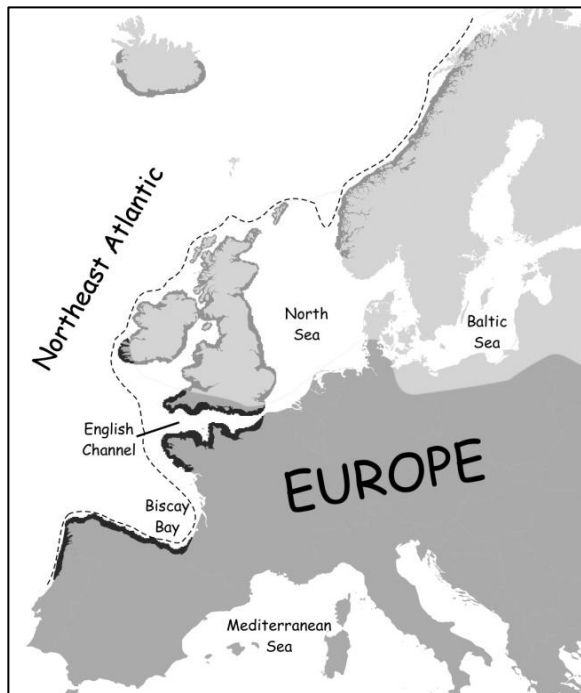 Northeast Atlantic
North
Sea
Baltic
Sea
English
Channel
EUROPE
Biscay
Bay
Mediterranean
Sea